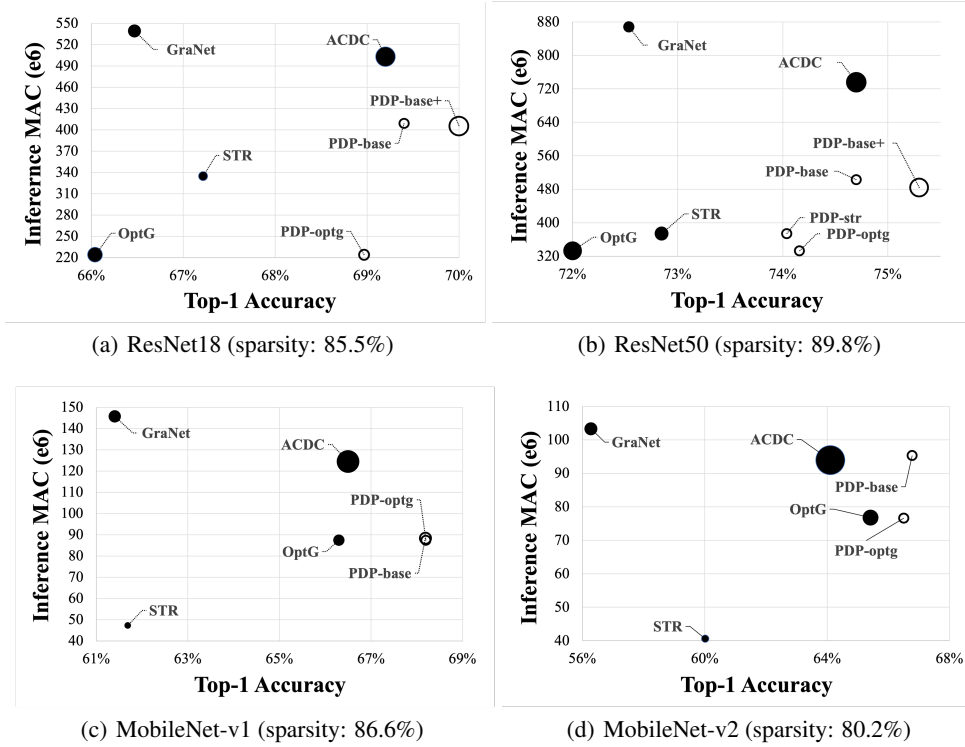 Inferernce MAC (e6)
550
520
490
460
430
400
370
340
310
280
250
220
GraNet
ACDC
PDP-base+
PDP-base
STR
OptG
PDP-optg
66%
67%
68%
69%
70%
Top-1 Accuracy
(a) ResNet18 (sparsity: 85.5%)
Inference MAC (e6)
880
800
720
640
560
480
400
320
GraNet
ACDC
PDP-base+
PDP-base
STR
PDP-str
OptG
PDP-optg
72%
73%
74%
75%
Top-1 Accuracy
(b) ResNet50 (sparsity: 89.8%)
Inference MAC (e6)
150
140
130
120
110
100
90
80
70
60
50
40
GraNet
ACDC
PDP-optg
OptG
PDP-base
STR
61%
63%
65%
67%
69%
Top-1 Accuracy
(c) MobileNet-v1 (sparsity: 86.6%)
Inference MAC (e6)
110
100
90
80
70
60
50
40
GraNet
ACDC
PDP-base
OptG
PDP-optg
STR
56%
60%
64%
68%
Top-1 Accuracy
(d) MobileNet-v2 (sparsity: 80.2%)